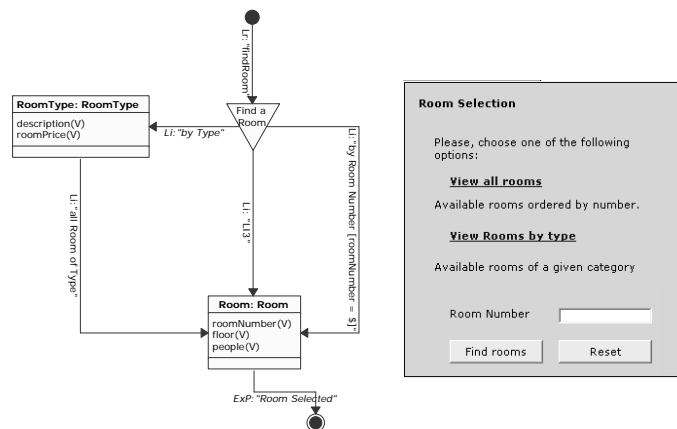 Lr: "findRoom"
RoomType: RoomType
description(V)
roomPrice(V)
Find a
Room
Li: "by Type"
Li: "all Room of Type"
Li: "LI3"
Li: "by Room Number [roomNumber = $]"
Room: Room
roomNumber(V)
floor(V)
people(V)
ExP: "Room Selected"
Room Selection
Please, choose one of the following
options:
View all rooms
Available rooms ordered by number.
View Rooms by type
Available rooms of a given category
Room Number
Find rooms
Reset